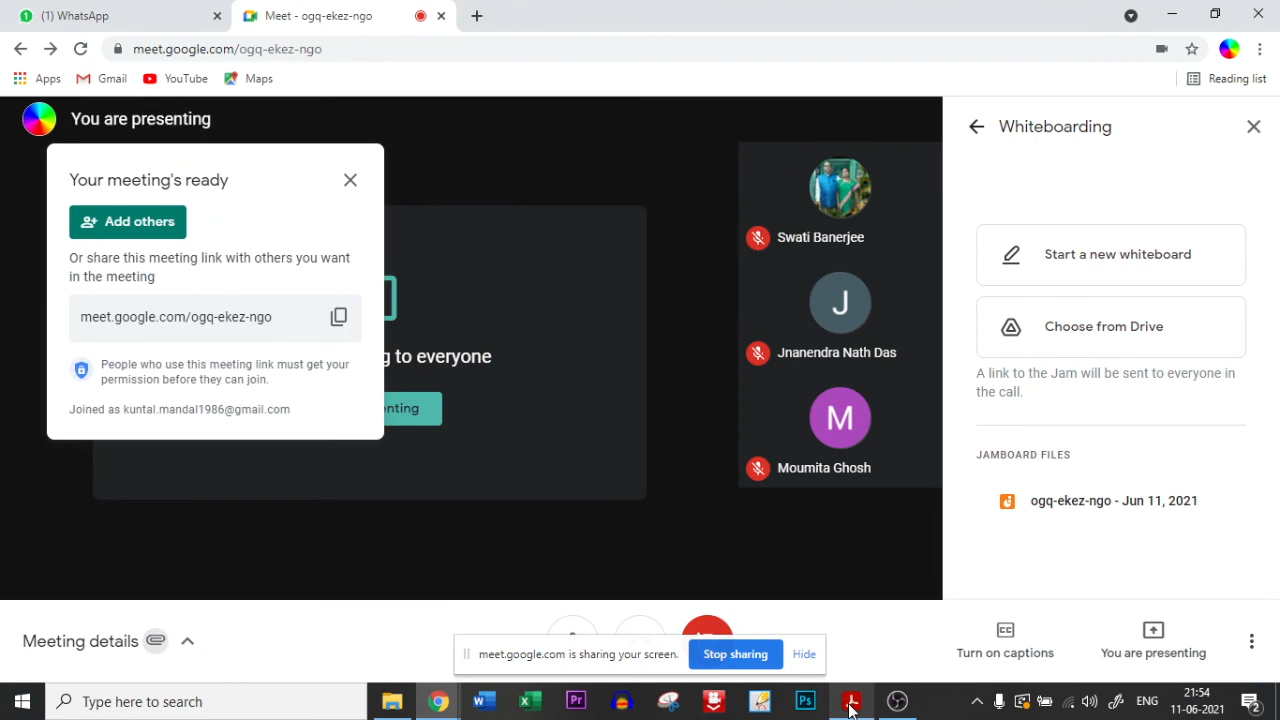 (1) WhatsApp
Meet - ogq-ekez-ngo
meet.google.com/ogq-ekez-ngo
Apps
Gmail
YouTube
Maps
Reading list
You are presenting
Your meeting's ready
Add others
Or share this meeting link with others you want
in the meeting
meet.google.com/ogq-ekez-ngo
People who use this meeting link must get your
permission before they can join.
Joined as kuntal.mandal1986@gmail.com
g to everyone
nting
Swati Banerjee
J
Jnanendra Nath Das
M
Moumita Ghosh
Whiteboarding
Start a new whiteboard
Choose from Drive
A link to the Jam will be sent to everyone in
the call.
JAMBOARD FILES
ogq-ekez-ngo - Jun 11, 2021
Meeting details
meet.google.com is sharing your screen.
Stop sharing
Hide
Turn on captions
You are presenting
Type here to search
ENG
21:54
11-06-2021
2